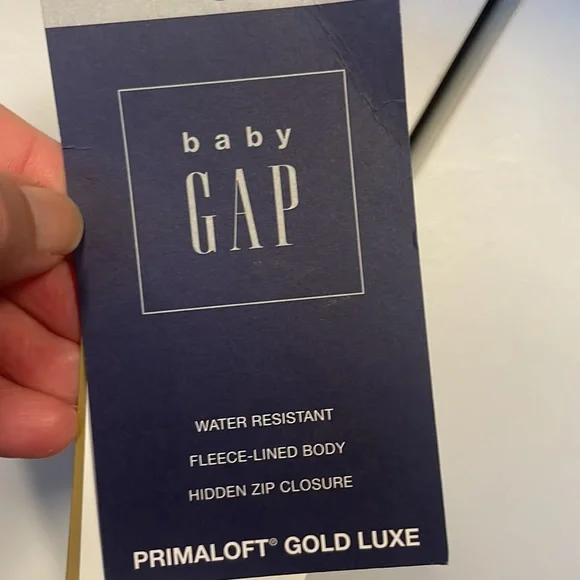 baby
GAP
WATER RESISTANT
FLEECE-LINED BODY
HIDDEN ZIP CLOSURE
PRIMALOFT® GOLD LUXE